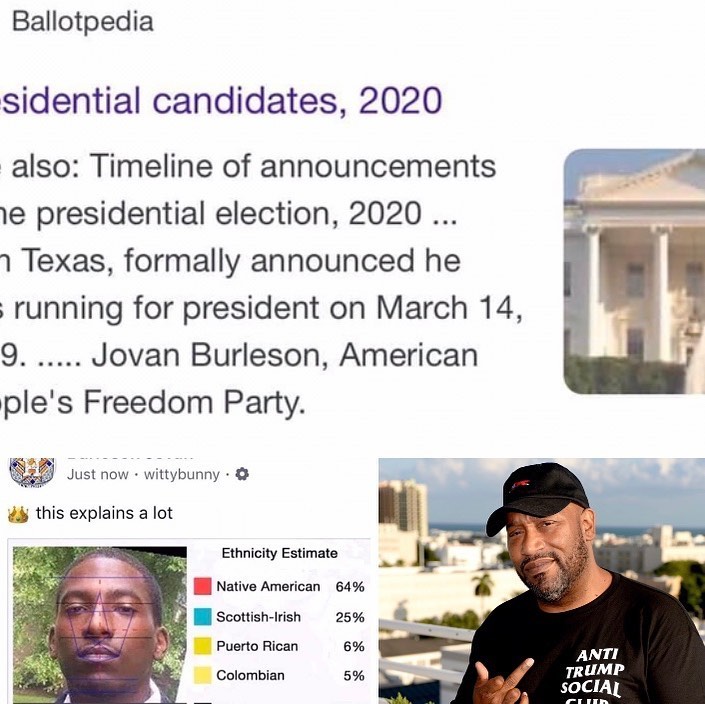 Ballotpedia
sidential candidates, 2020
also: Timeline of announcements
presidential election, 2020 ...
Texas, formally announced he
running for president on March 14,
9. ..... Jovan Burleson, American
ple's Freedom Party.
Just now · wittybunny ·
👑 this explains a lot
Ethnicity Estimate
Native American 64%
Scottish-Irish 25%
Puerto Rican 6%
Colombian 5%
ANTI
TRUMP
SOCIAL